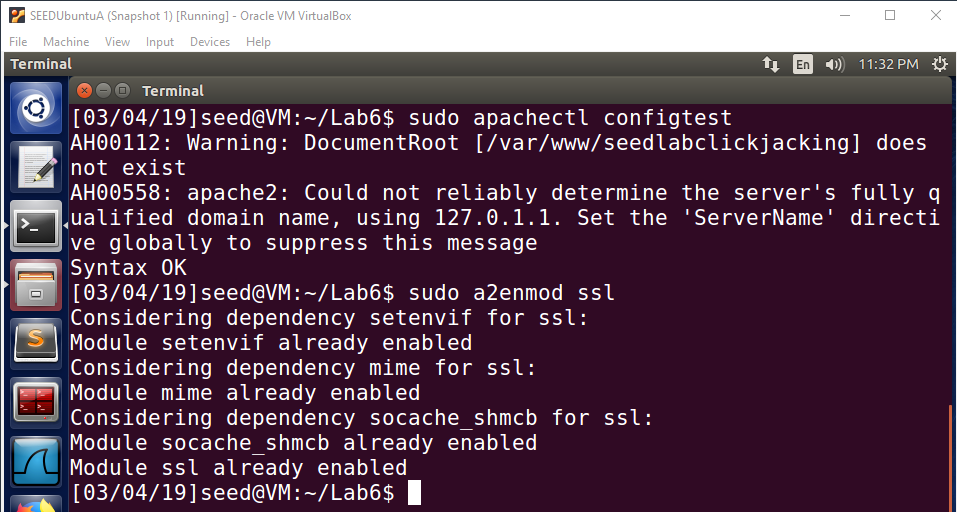 SEEDUbuntuA (Snapshot 1) [Running] - Oracle VM VirtualBox
File Machine View Input Devices Help
Terminal En 11:32 PM
Terminal
[03/04/19]seed@VM:~/Lab6$ sudo apachectl configtest
AH00112: Warning: DocumentRoot [/var/www/seedlabclickjacking] does
not exist
AH00558: apache2: Could not reliably determine the server's fully q
ualified domain name, using 127.0.1.1. Set the 'ServerName' directi
ve globally to suppress this message
Syntax OK
[03/04/19]seed@VM:~/Lab6$ sudo a2enmod ssl
Considering dependency setenvif for ssl:
Module setenvif already enabled
Considering dependency mime for ssl:
Module mime already enabled
Considering dependency socache_shmcb for ssl:
Module socache_shmcb already enabled
Module ssl already enabled
[03/04/19]seed@VM:~/Lab6$